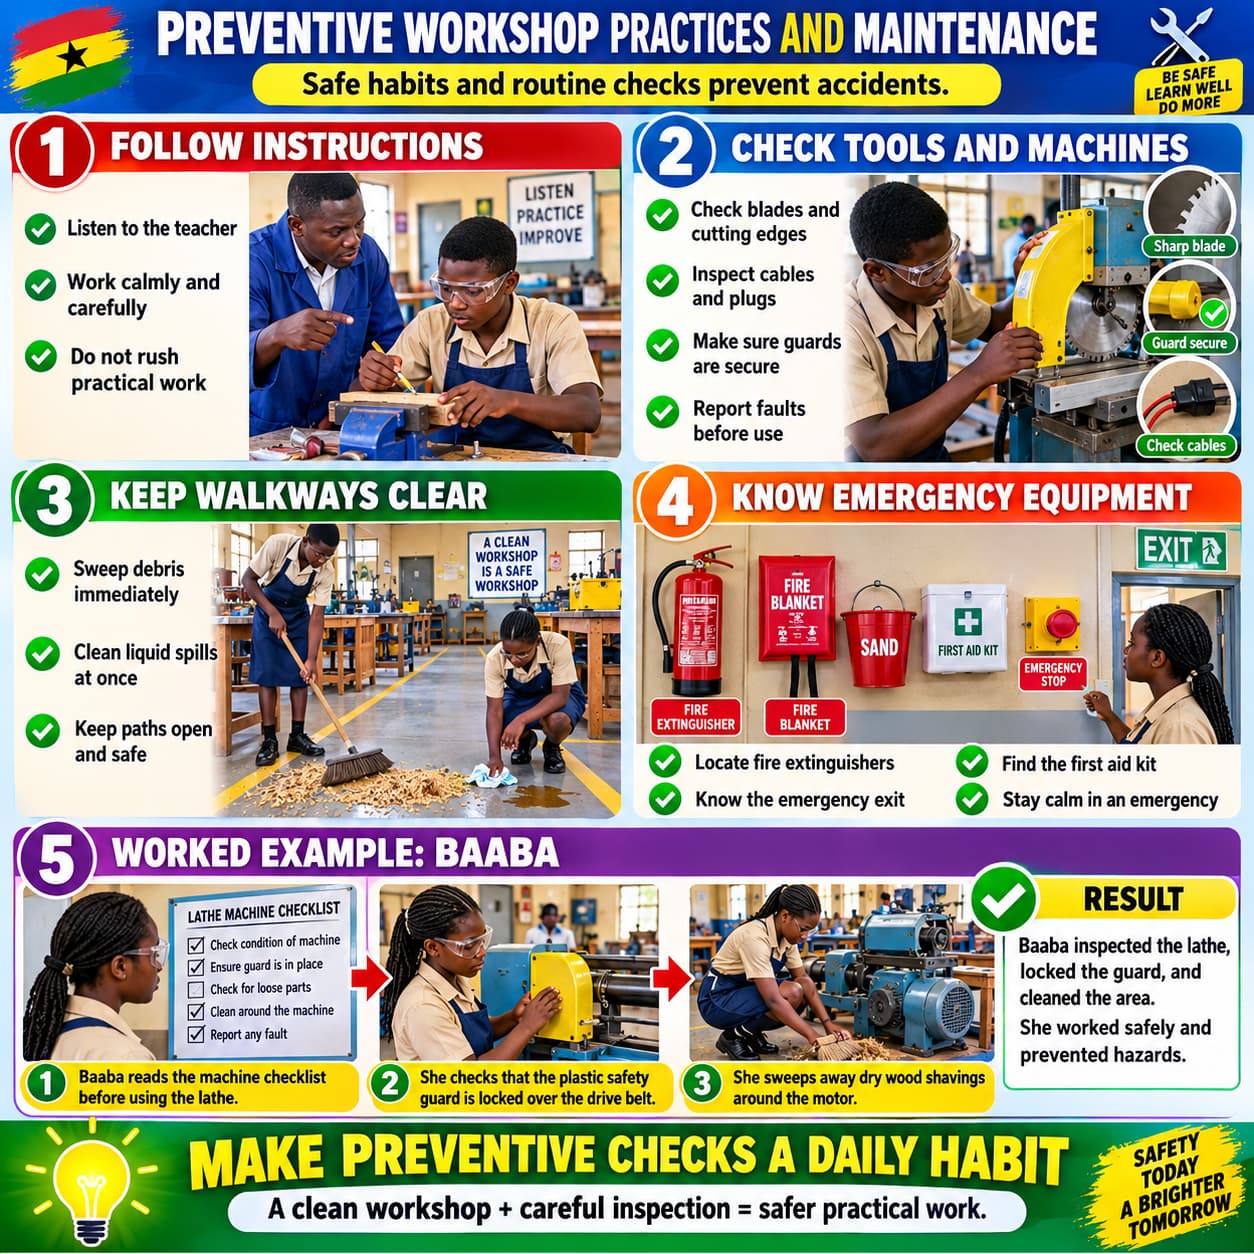 PREVENTIVE WORKSHOP PRACTICES AND MAINTENANCE
Safe habits and routine checks prevent accidents.
BE SAFE
LEARN WELL
DO MORE
1 FOLLOW INSTRUCTIONS
Listen to the teacher
Work calmly and
carefully
Do not rush
practical work
LISTEN
PRACTICE
IMPROVE
2 CHECK TOOLS AND MACHINES
Check blades and
cutting edges
Inspect cables
and plugs
Make sure guards
are secure
Report faults
before use
Sharp blade
Guard secure
Check cables
3 KEEP WALKWAYS CLEAR
Sweep debris
immediately
Clean liquid spills
at once
Keep paths open
and safe
A CLEAN
WORKSHOP
IS A SAFE
WORKSHOP
4 KNOW EMERGENCY EQUIPMENT
EXIT
FIRE
BLANKET
SAND
FIRST AID KIT
EMERGENCY
STOP
FIRE
EXTINGUISHER
FIRE
BLANKET
Locate fire extinguishers
Know the emergency exit
Find the first aid kit
Stay calm in an emergency
5 WORKED EXAMPLE: BAABA
LATHE MACHINE CHECKLIST
Check condition of machine
Ensure guard is in place
Check for loose parts
Clean around the machine
Report any fault
1 Baaba reads the machine checklist
before using the lathe.
2 She checks that the plastic safety
guard is locked over the drive belt.
3 She sweeps away dry wood shavings
around the motor.
RESULT
Baaba inspected the lathe,
locked the guard, and
cleaned the area.
She worked safely and
prevented hazards.
MAKE PREVENTIVE CHECKS A DAILY HABIT
A clean workshop + careful inspection = safer practical work.
SAFETY
TODAY
A BRIGHTER
TOMORROW